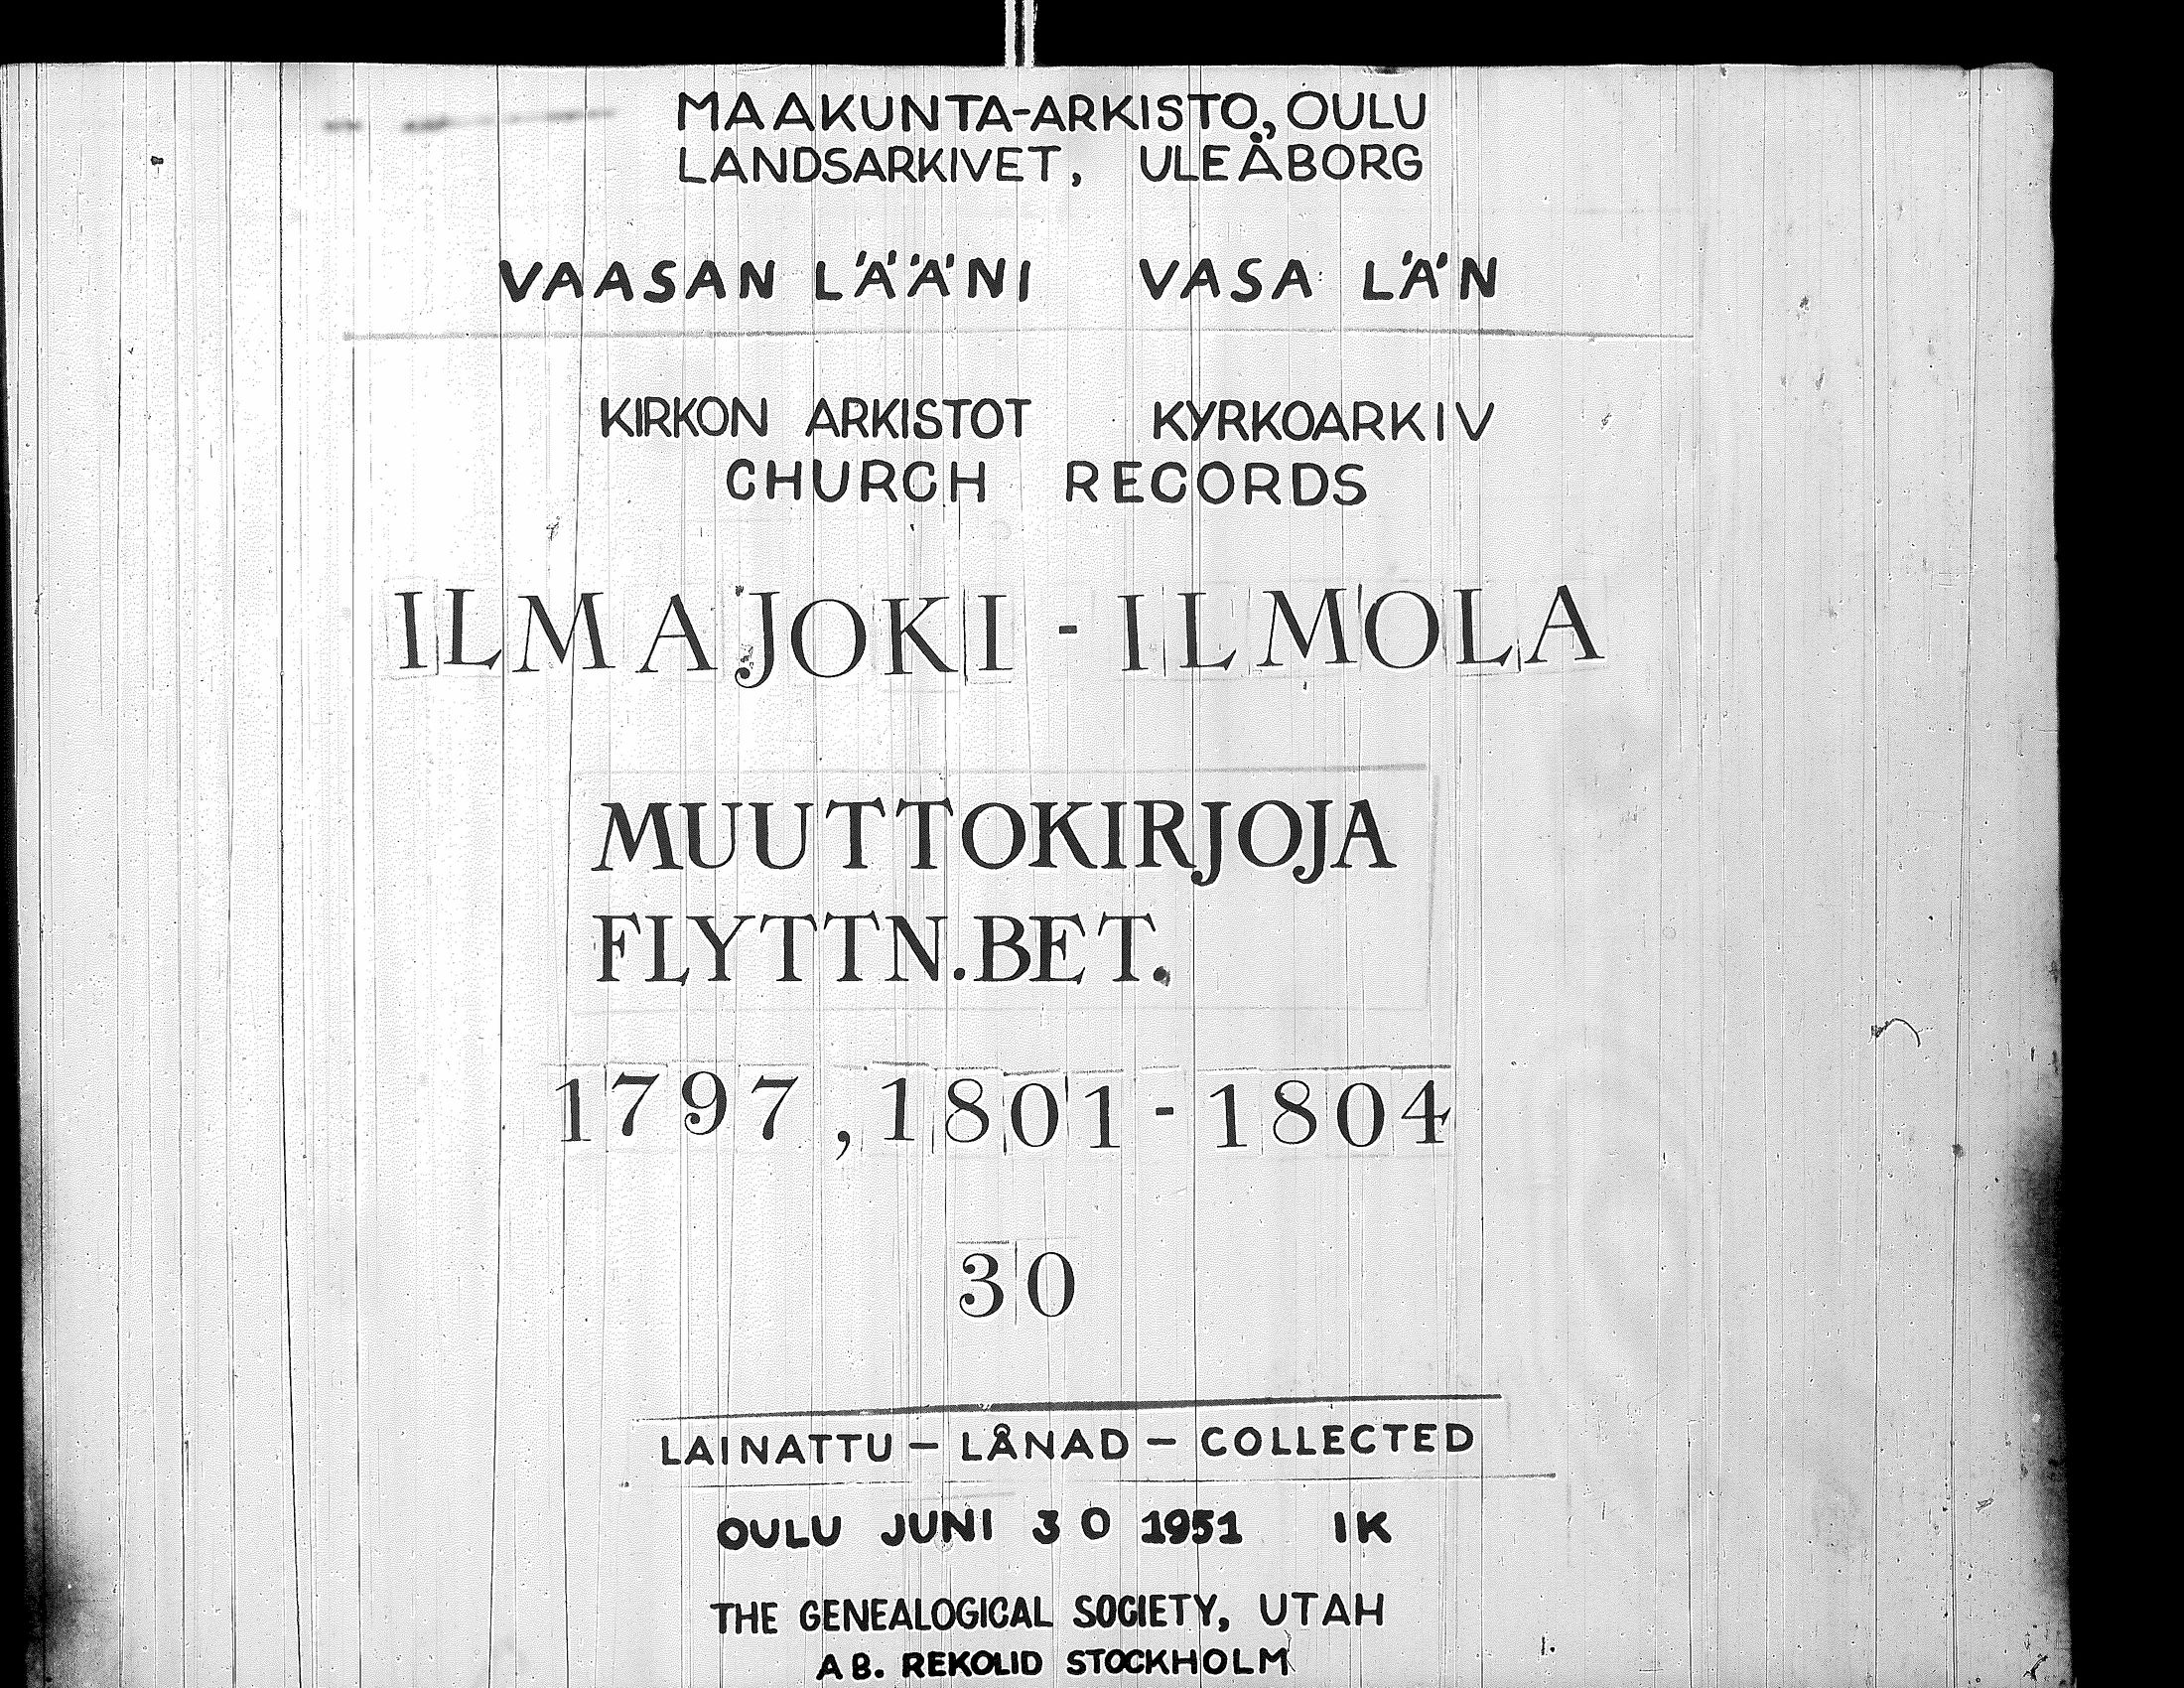 MAAKUNTA-ARKISTO, OULU
LANDSARKIVET, ULEÅBORG
VAASAN LÄÄNI VASA LÄN
KIRKON ARKISTOT KYRKOARKIV
CHURCH RECORDS
ILMAJOKI - ILMOLA
MUUTTOKIRJOJA
FLYTTN.BET.
1797, 1801 - 1804
30
LAINATTU — LÅNAD — COLLECTED
OULU JUNI 30 1951 IK
THE GENEALOGICAL SOCIETY, UTAH
AB. REKOLID STOCKHOLM